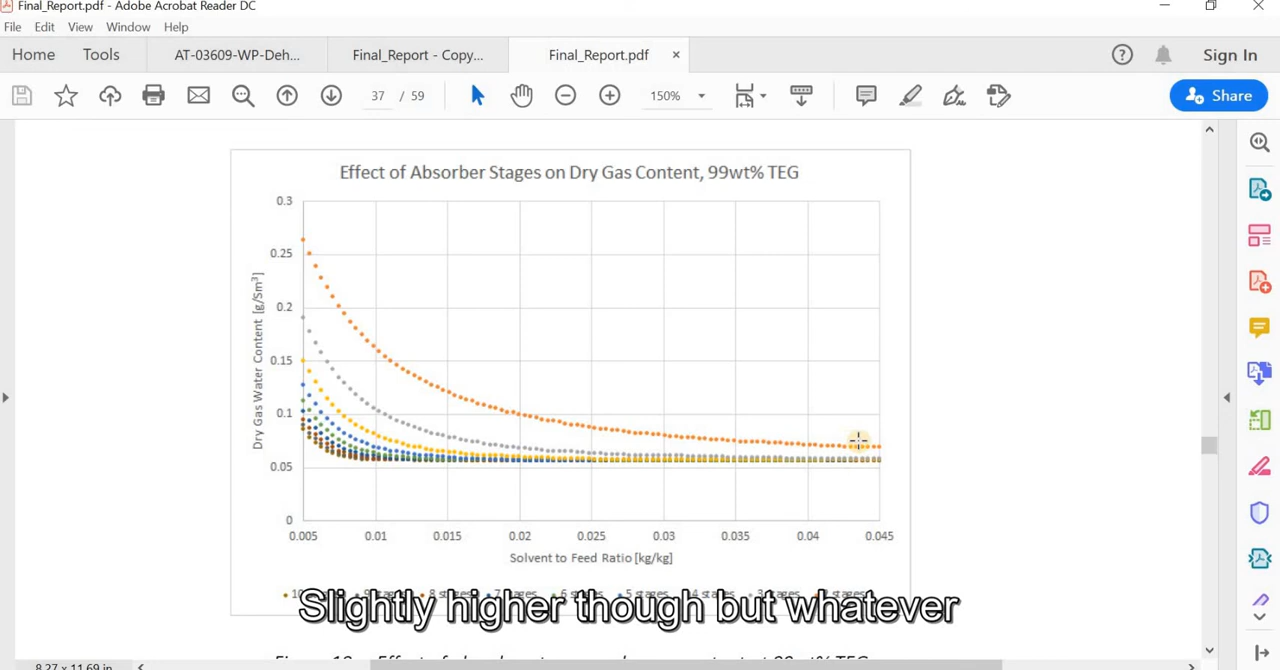 Final_Report.pdf - Adobe Acrobat Reader DC
File Edit View Window Help
Home Tools AT-03609-WP-Deh... Final_Report - Copy... Final_Report.pdf × Sign In
37 / 59 150% Share
Effect of Absorber Stages on Dry Gas Content, 99wt% TEG
0.3
0.25
0.2
0.15
0.1
0.05
0
Dry Gas Water Content [g/Sm³]
0.005 0.01 0.015 0.02 0.025 0.03 0.035 0.04 0.045
Solvent to Feed Ratio [kg/kg]
Slightly higher though but whatever
8.27 x 11.69 in